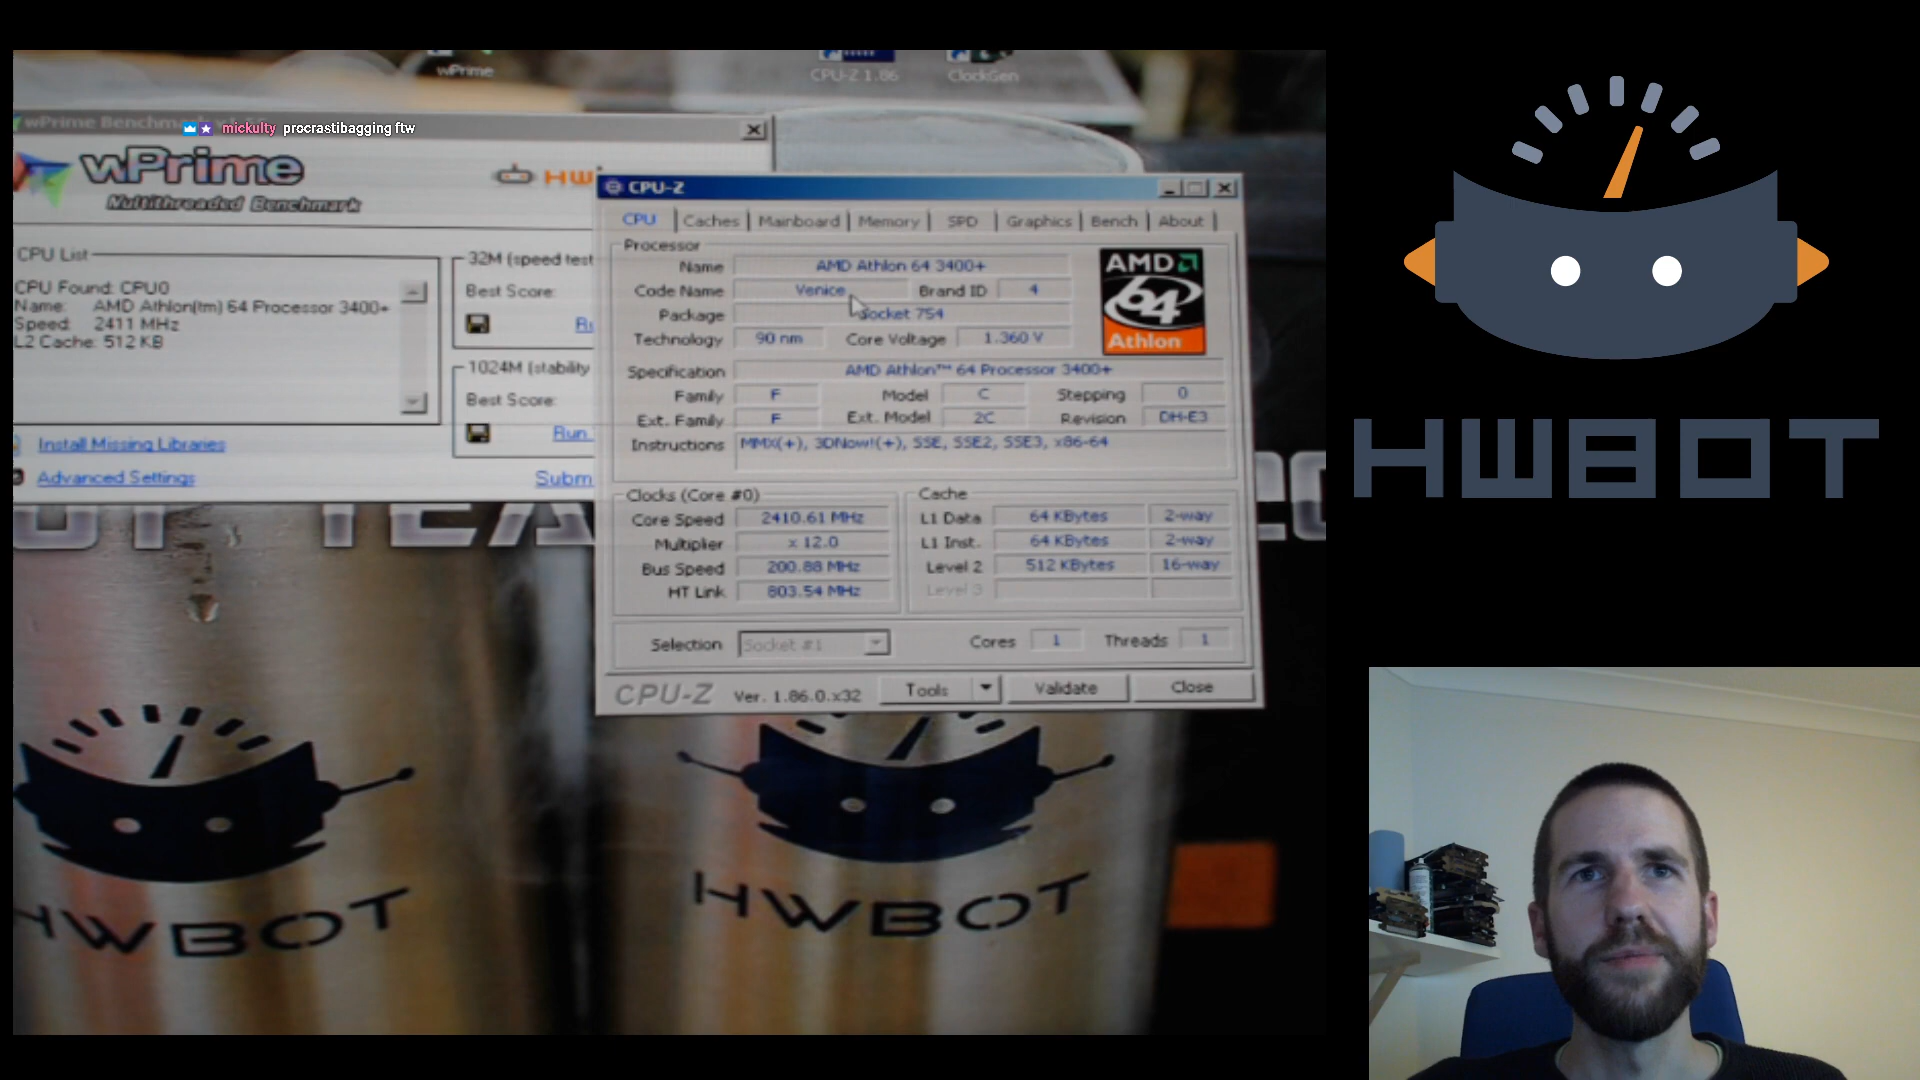 wPrime
CPU-Z 1.86
ClockGen
wPrime Benchma
mickulty procrastibagging ftw
wPrime
HW
Multithreaded Benchmark
CPU List
CPU Found: CPU0
Name: AMD Athlon(tm) 64 Processor 3400+
Speed: 2411 MHz
L2 Cache: 512 KB
Install Missing Libraries
Advanced Settings
32M (speed test
Best Score:
1024M (stability
Best Score:
Run
Subm
CPU-Z
CPU Caches Mainboard Memory SPD Graphics Bench About
Processor
Name AMD Athlon 64 3400+
Code Name Venice Brand ID 4
Package Socket 754
Technology 90 nm Core Voltage 1.360 V
AMD
64
Athlon
Specification AMD Athlon™ 64 Processor 3400+
Family F Model C Stepping 0
Ext. Family F Ext. Model 2C Revision DH-E3
Instructions MMX(+), 3DNow!(+), SSE, SSE2, SSE3, x86-64
Clocks (Core #0)
Core Speed 2410.61 MHz
Multiplier x 12.0
Bus Speed 200.88 MHz
HT Link 803.54 MHz
Cache
L1 Data 64 KBytes 2-way
L1 Inst. 64 KBytes 2-way
Level 2 512 KBytes 16-way
Level 3
Selection Socket #1 Cores 1 Threads 1
CPU-Z Ver. 1.86.0.x32 Tools Validate Close
HWBOT
HWBOT
HWBOT